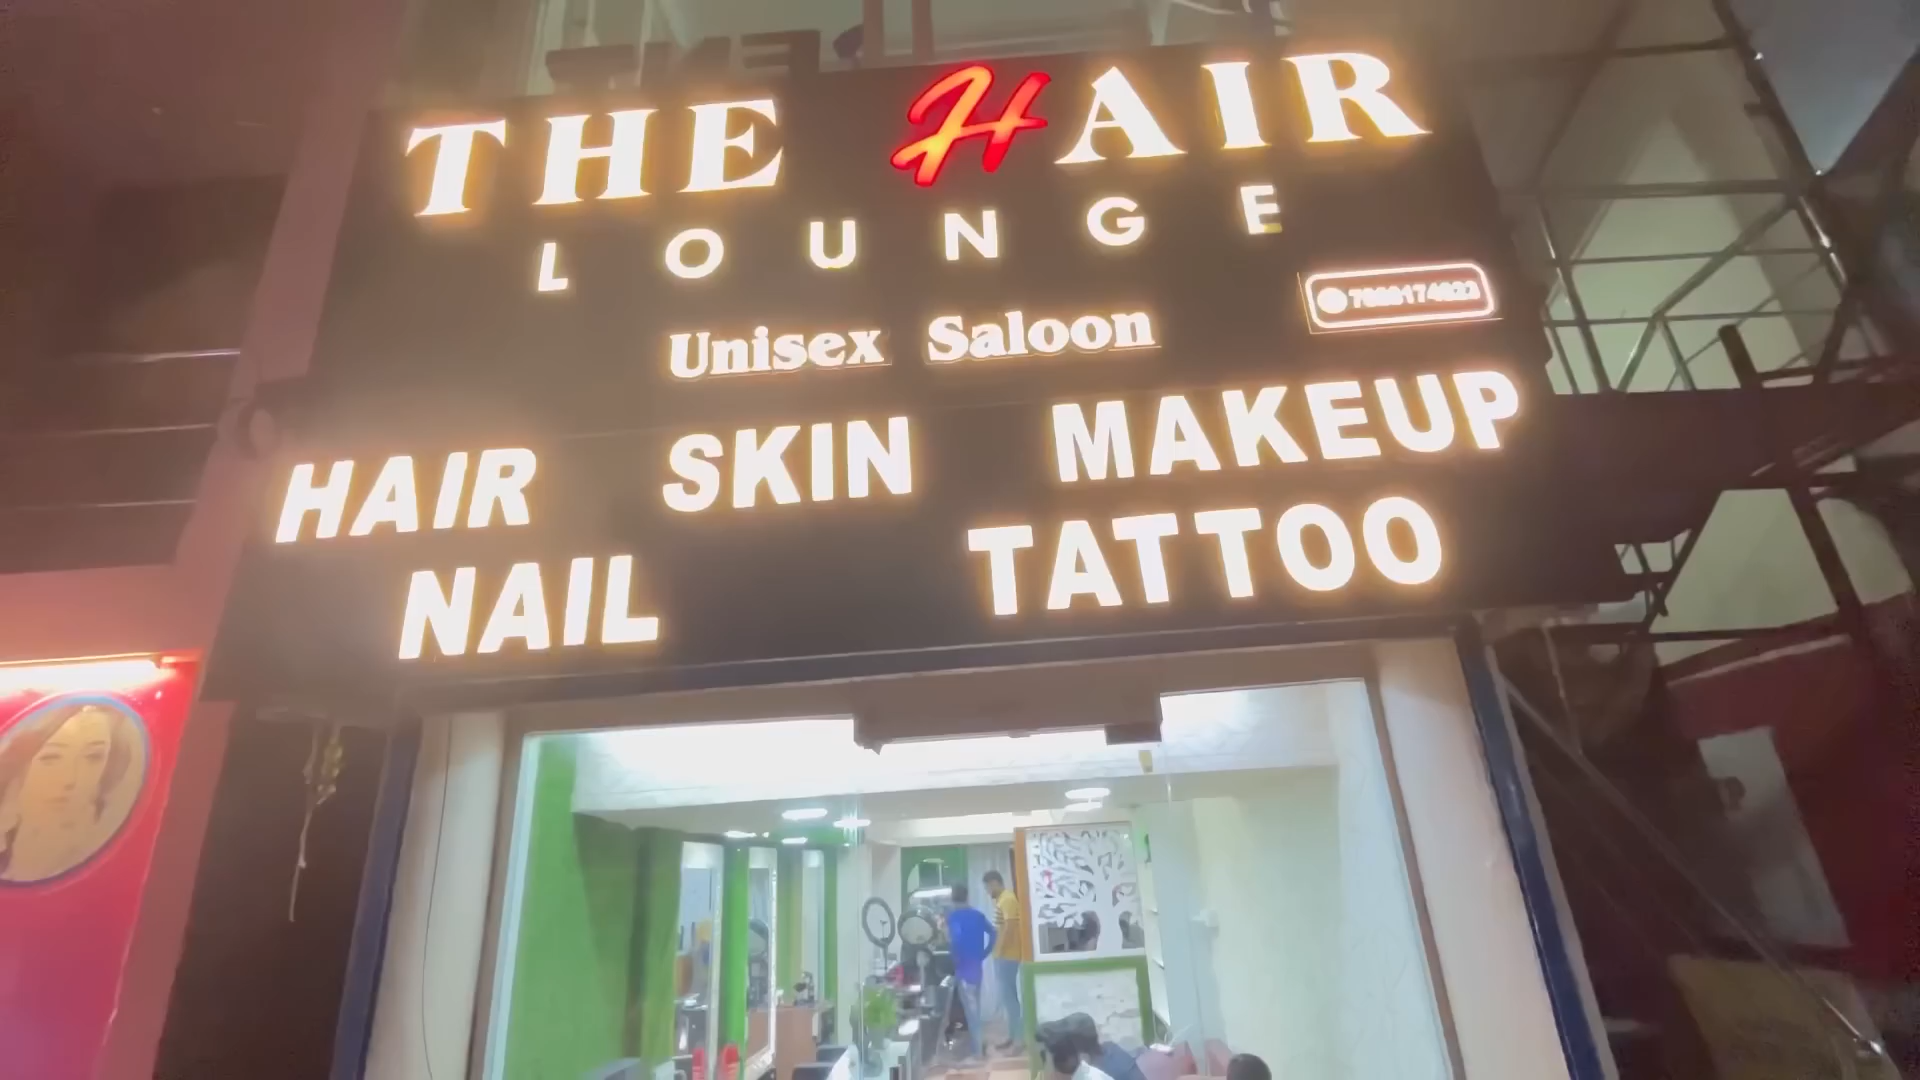 THE HAIR
LOUNGE
Unisex Saloon
HAIR SKIN MAKEUP
NAIL TATTOO